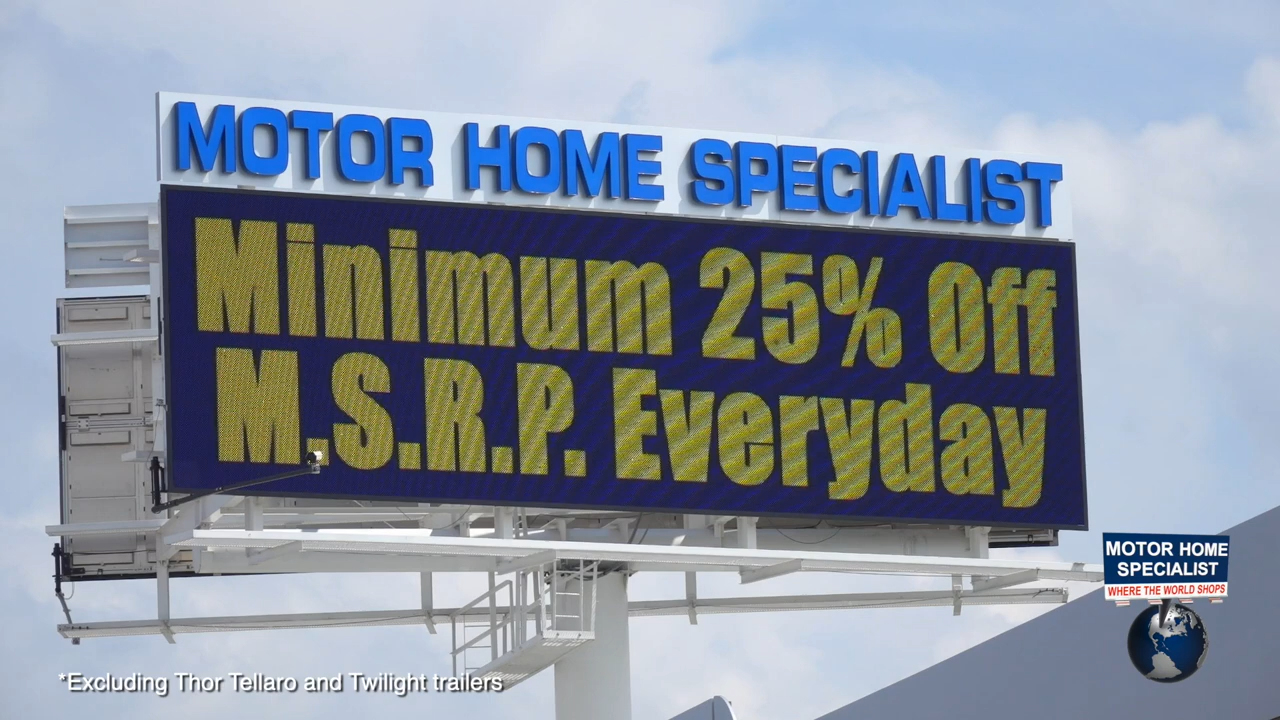 MOTOR HOME SPECIALIST
Minimum 25% Off
M.S.R.P. Everyday
MOTOR HOME
SPECIALIST
WHERE THE WORLD SHOPS
*Excluding Thor Tellaro and Twilight trailers